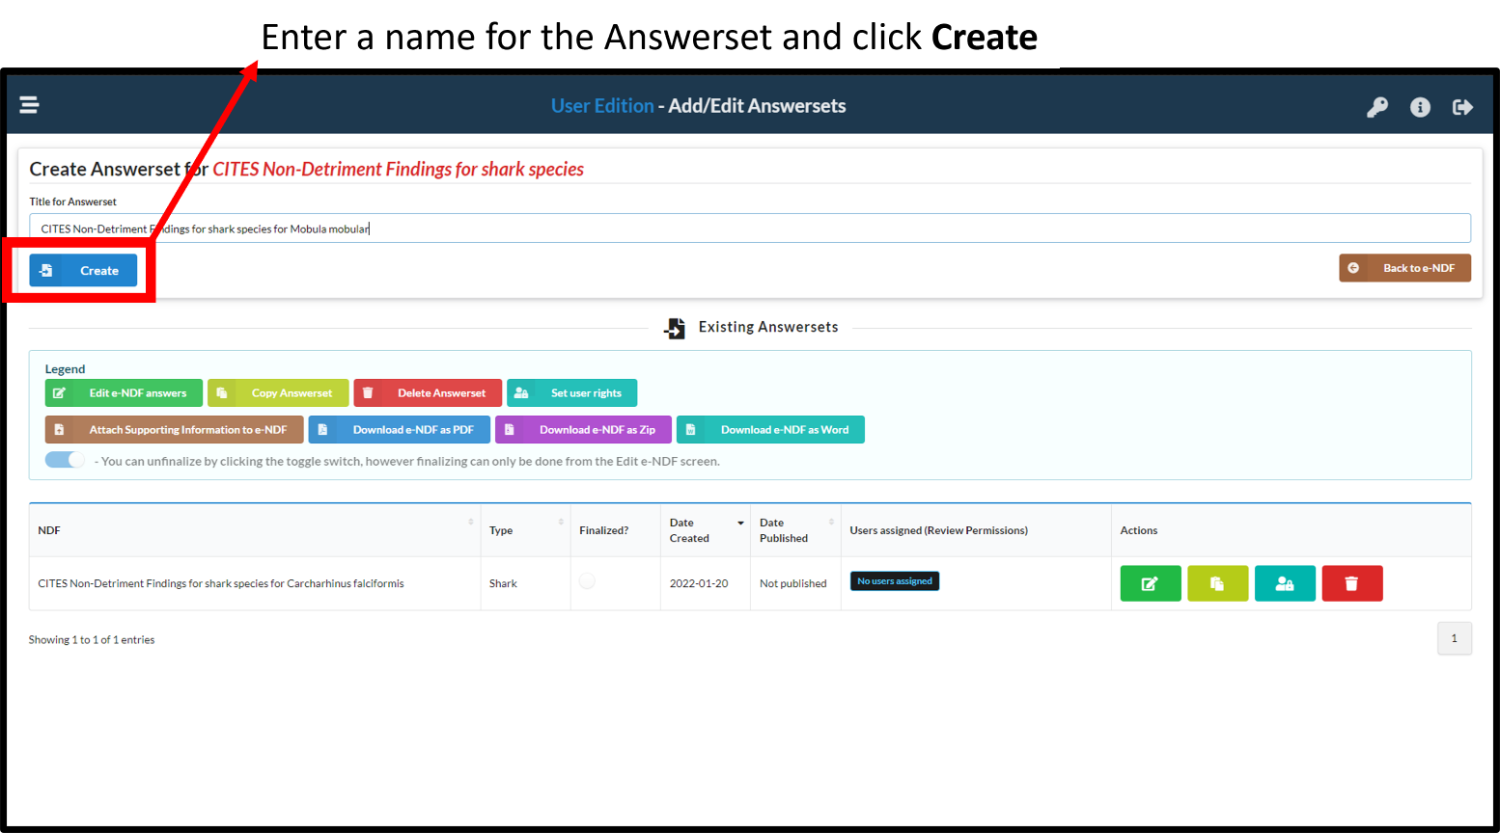 Enter a name for the Answerset and click Create
User Edition - Add/Edit Answersets
Create Answerset for CITES Non-Detriment Findings for shark species
Title for Answerset
CITES Non-Detriment Findings for shark species for Mobula mobular
Create
Back to e-NDF
Existing Answersets
Legend
Edit e-NDF answers Copy Answerset Delete Answerset Set user rights
Attach Supporting Information to e-NDF Download e-NDF as PDF Download e-NDF as Zip Download e-NDF as Word
- You can unfinalize by clicking the toggle switch, however finalizing can only be done from the Edit e-NDF screen.
NDF Type Finalized? Date Created Date Published Users assigned (Review Permissions) Actions
CITES Non-Detriment Findings for shark species for Carcharhinus falciformis Shark 2022-01-20 Not published No users assigned
Showing 1 to 1 of 1 entries
1